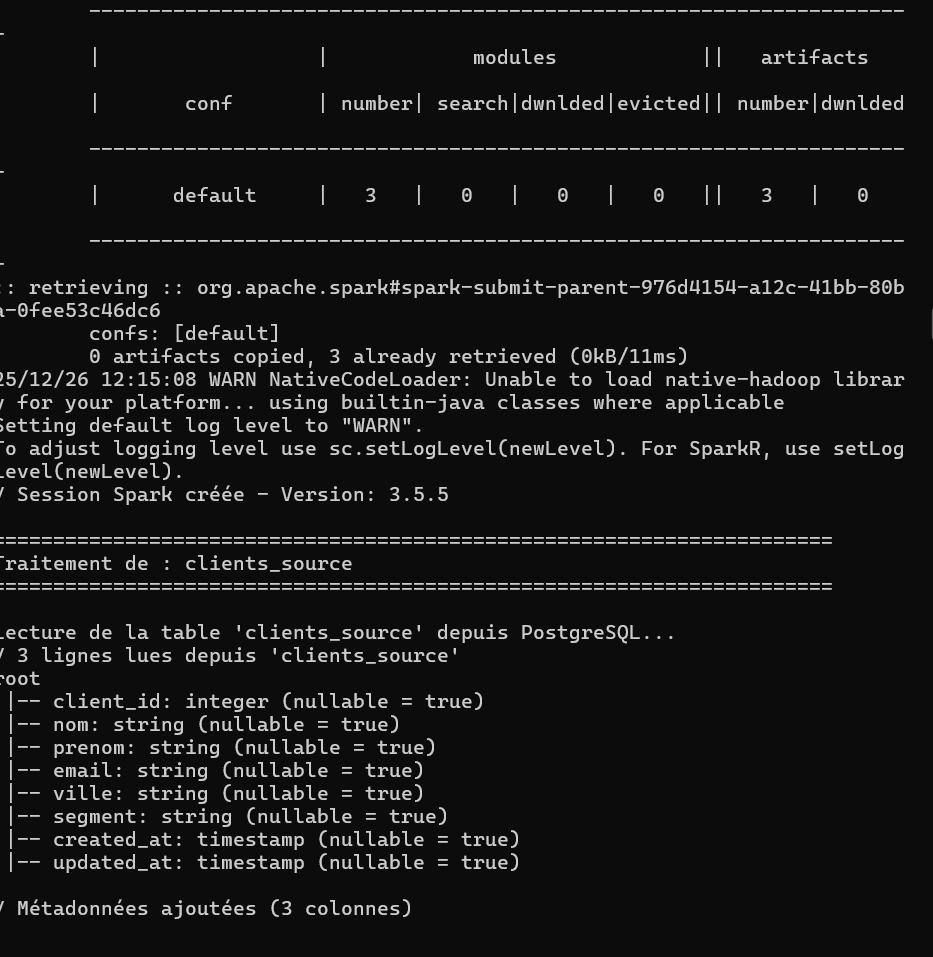 --------------------------------------------------------------------
-
| | modules || artifacts
| conf | number| search|dwnlded|evicted|| number|dwnlded
--------------------------------------------------------------------
-
| default | 3 | 0 | 0 | 0 || 3 | 0
--------------------------------------------------------------------
-
:: retrieving :: org.apache.spark#spark-submit-parent-976d4154-a12c-41bb-80b
a-0fee53c46dc6
confs: [default]
0 artifacts copied, 3 already retrieved (0kB/11ms)
25/12/26 12:15:08 WARN NativeCodeLoader: Unable to load native-hadoop librar
y for your platform... using builtin-java classes where applicable
Setting default log level to "WARN".
To adjust logging level use sc.setLogLevel(newLevel). For SparkR, use setLog
Level(newLevel).
√ Session Spark créée - Version: 3.5.5
======================================================================
Traitement de : clients_source
======================================================================
Lecture de la table 'clients_source' depuis PostgreSQL...
√ 3 lignes lues depuis 'clients_source'
root
|-- client_id: integer (nullable = true)
|-- nom: string (nullable = true)
|-- prenom: string (nullable = true)
|-- email: string (nullable = true)
|-- ville: string (nullable = true)
|-- segment: string (nullable = true)
|-- created_at: timestamp (nullable = true)
|-- updated_at: timestamp (nullable = true)
√ Métadonnées ajoutées (3 colonnes)